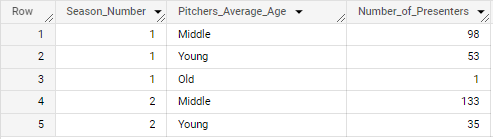 Row Season_Number Pitchers_Average_Age Number_of_Presenters
1 1 Middle 98
2 1 Young 53
3 1 Old 1
4 2 Middle 133
5 2 Young 35